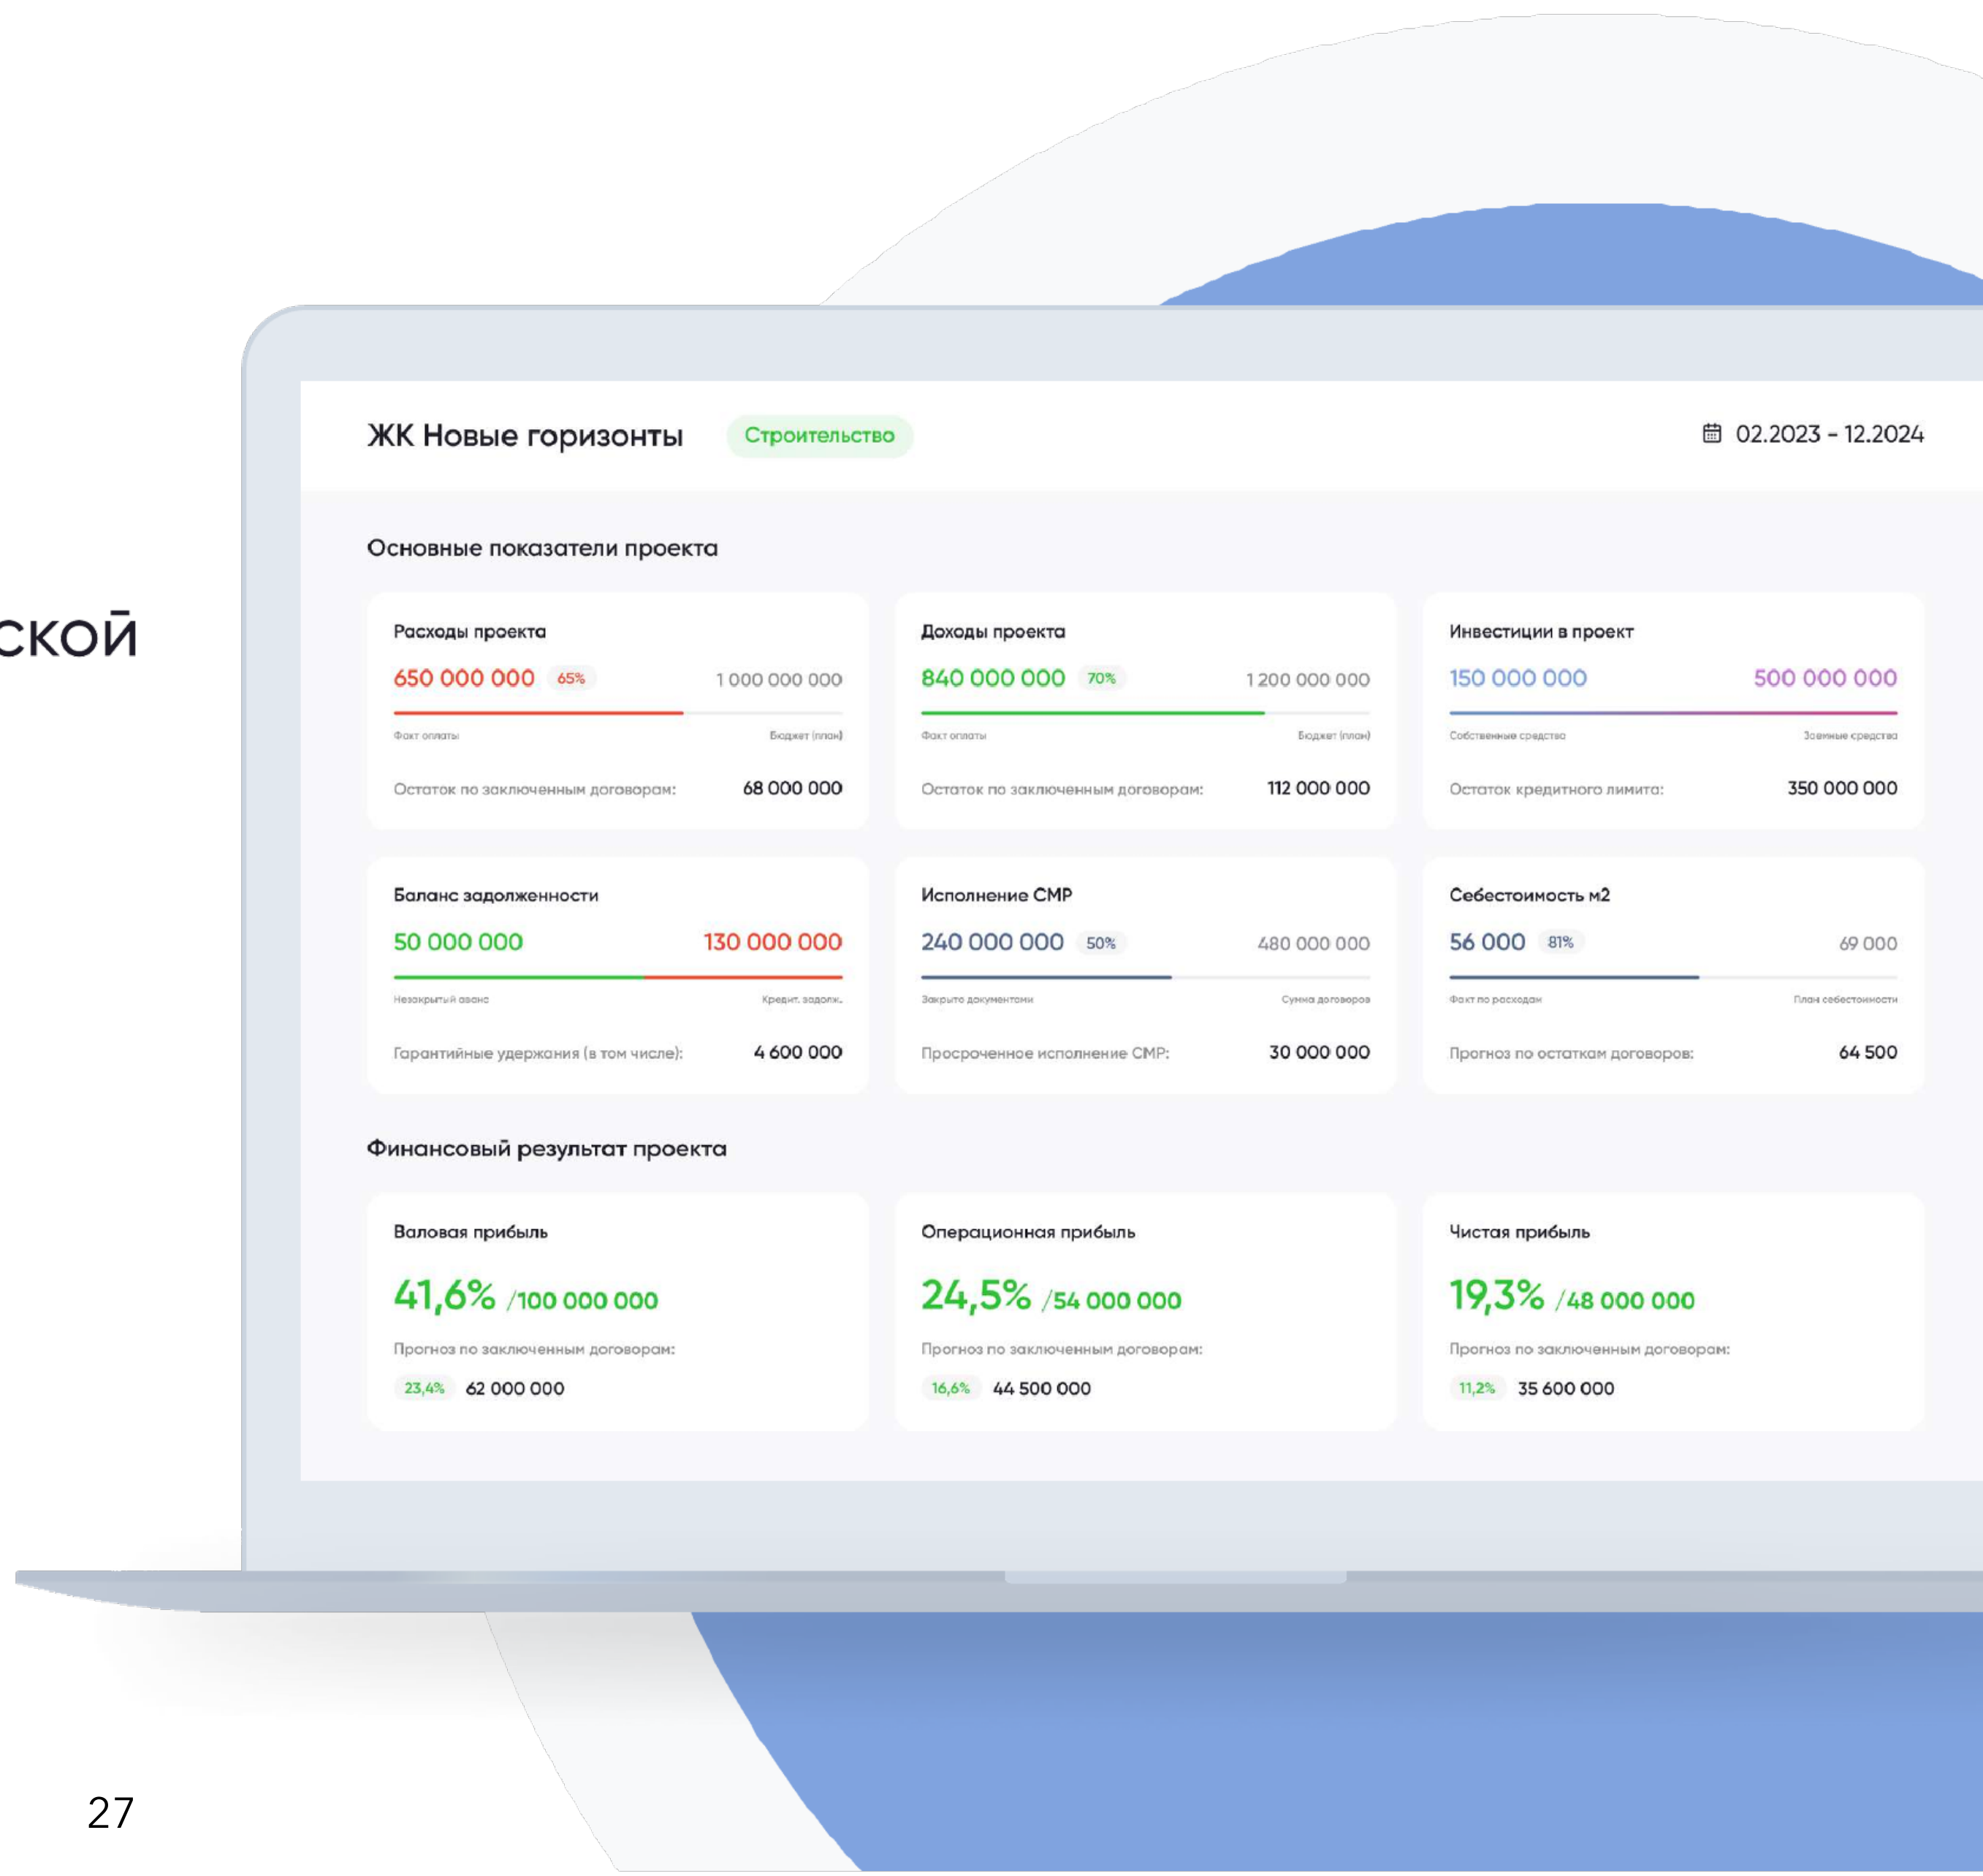 ской
ЖК Новые горизонты Строительство 02.2023 - 12.2024
Основные показатели проекта
Расходы проекта
650 000 000 65% 1 000 000 000
Факт оплаты Бюджет (план)
Остаток по заключенным договорам: 68 000 000
Доходы проекта
840 000 000 70% 1 200 000 000
Факт оплаты Бюджет (план)
Остаток по заключенным договорам: 112 000 000
Инвестиции в проект
150 000 000 500 000 000
Собственные средства Заемные средства
Остаток кредитного лимита: 350 000 000
Баланс задолженности
50 000 000 130 000 000
Незакрытый аванс Кредит. задолж.
Гарантийные удержания (в том числе): 4 600 000
Исполнение СМР
240 000 000 50% 480 000 000
Закрыто документами Сумма договоров
Просроченное исполнение СМР: 30 000 000
Себестоимость м2
56 000 81% 69 000
Факт по расходам План себестоимости
Прогноз по остаткам договоров: 64 500
Финансовый результат проекта
Валовая прибыль
41,6% /100 000 000
Прогноз по заключенным договорам:
23,4% 62 000 000
Операционная прибыль
24,5% /54 000 000
Прогноз по заключенным договорам:
16,6% 44 500 000
Чистая прибыль
19,3% /48 000 000
Прогноз по заключенным договорам:
11,2% 35 600 000
27